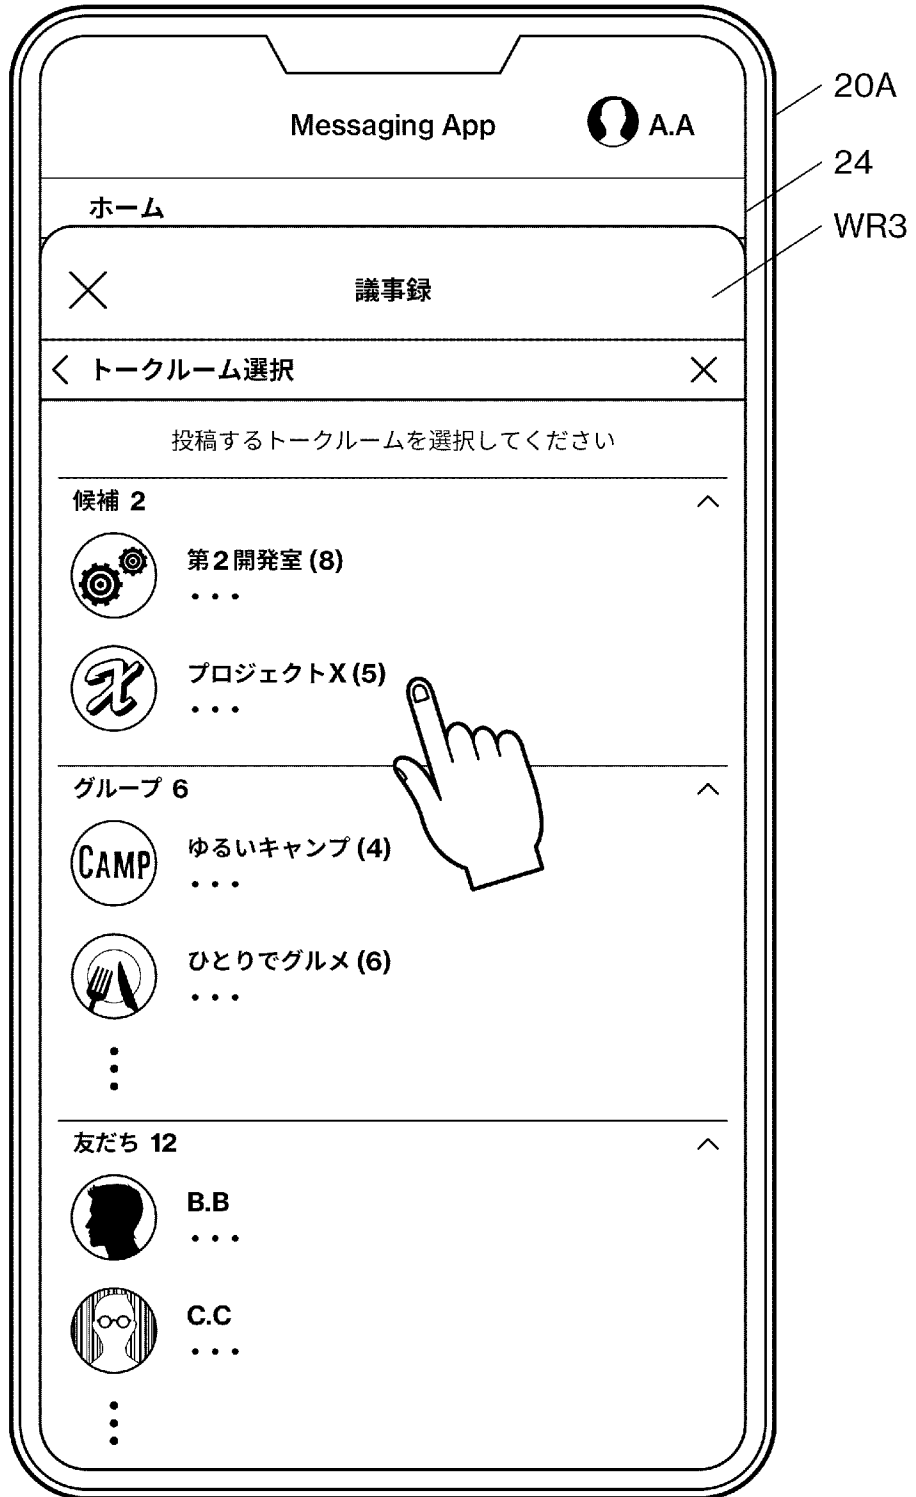 20A
24
WR3
Messaging App
A.A
ホーム
議事録
トークルーム選択
投稿するトークルームを選択してください
候補 2
第2開発室 (8)
• • •
X
プロジェクトX (5)
• • •
グループ 6
CAMP
ゆるいキャンプ (4)
• • •
ひとりでグルメ (6)
• • •
友だち 12
B.B
• • •
C.C
• • •